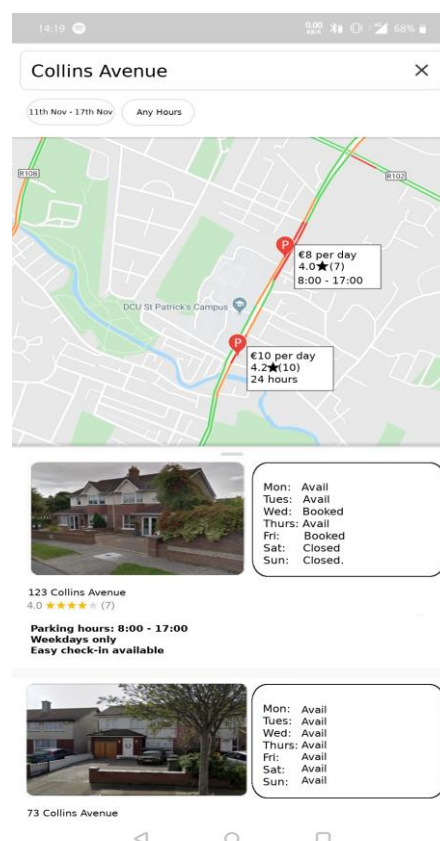 14:19
0.00
KB/S
4G
68%
Collins Avenue
11th Nov - 17th Nov
Any Hours
R108
R102
P
€8 per day
4.0★(7)
8:00 - 17:00
DCU St Patrick's Campus
P
€10 per day
4.2★(10)
24 hours
Mon: Avail
Tues: Avail
Wed: Booked
Thurs: Avail
Fri: Booked
Sat: Closed
Sun: Closed.
123 Collins Avenue
4.0 ★★★★★ (7)
Parking hours: 8:00 - 17:00
Weekdays only
Easy check-in available
Mon: Avail
Tues: Avail
Wed: Avail
Thurs: Avail
Fri: Avail
Sat: Avail
Sun: Avail
73 Collins Avenue